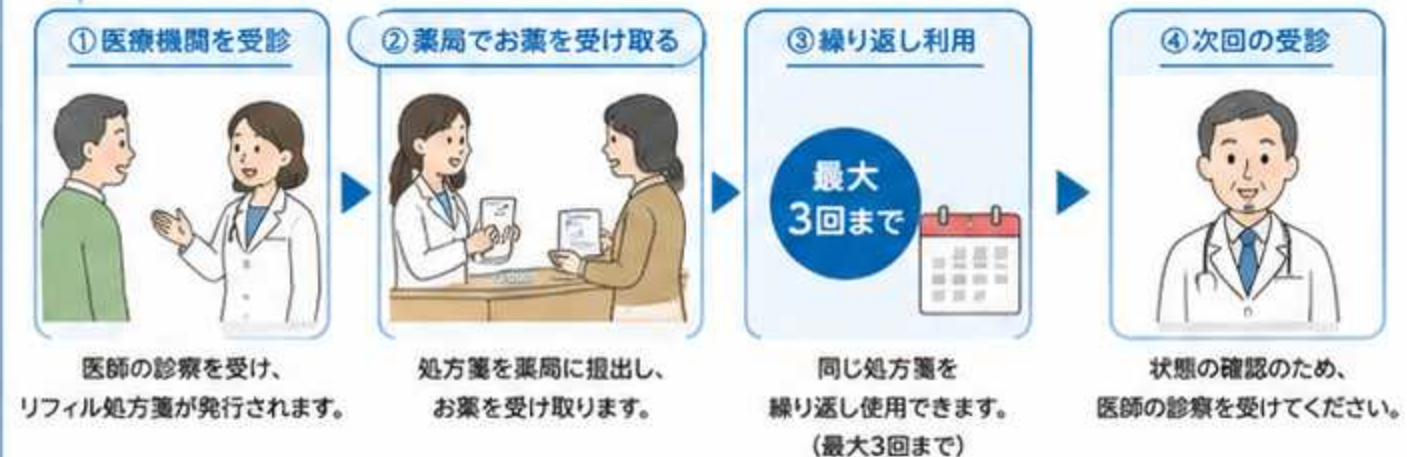 ①医療機関を受診
②薬局でお薬を受け取る
③繰り返し利用
④次回の受診
最大
3回まで
医師の診察を受け、
リフィル処方箋が発行されます。
処方箋を薬局に提出し、
お薬を受け取ります。
同じ処方箋を
繰り返し使用できます。
(最大3回まで)
状態の確認のため、
医師の診察を受けてください。